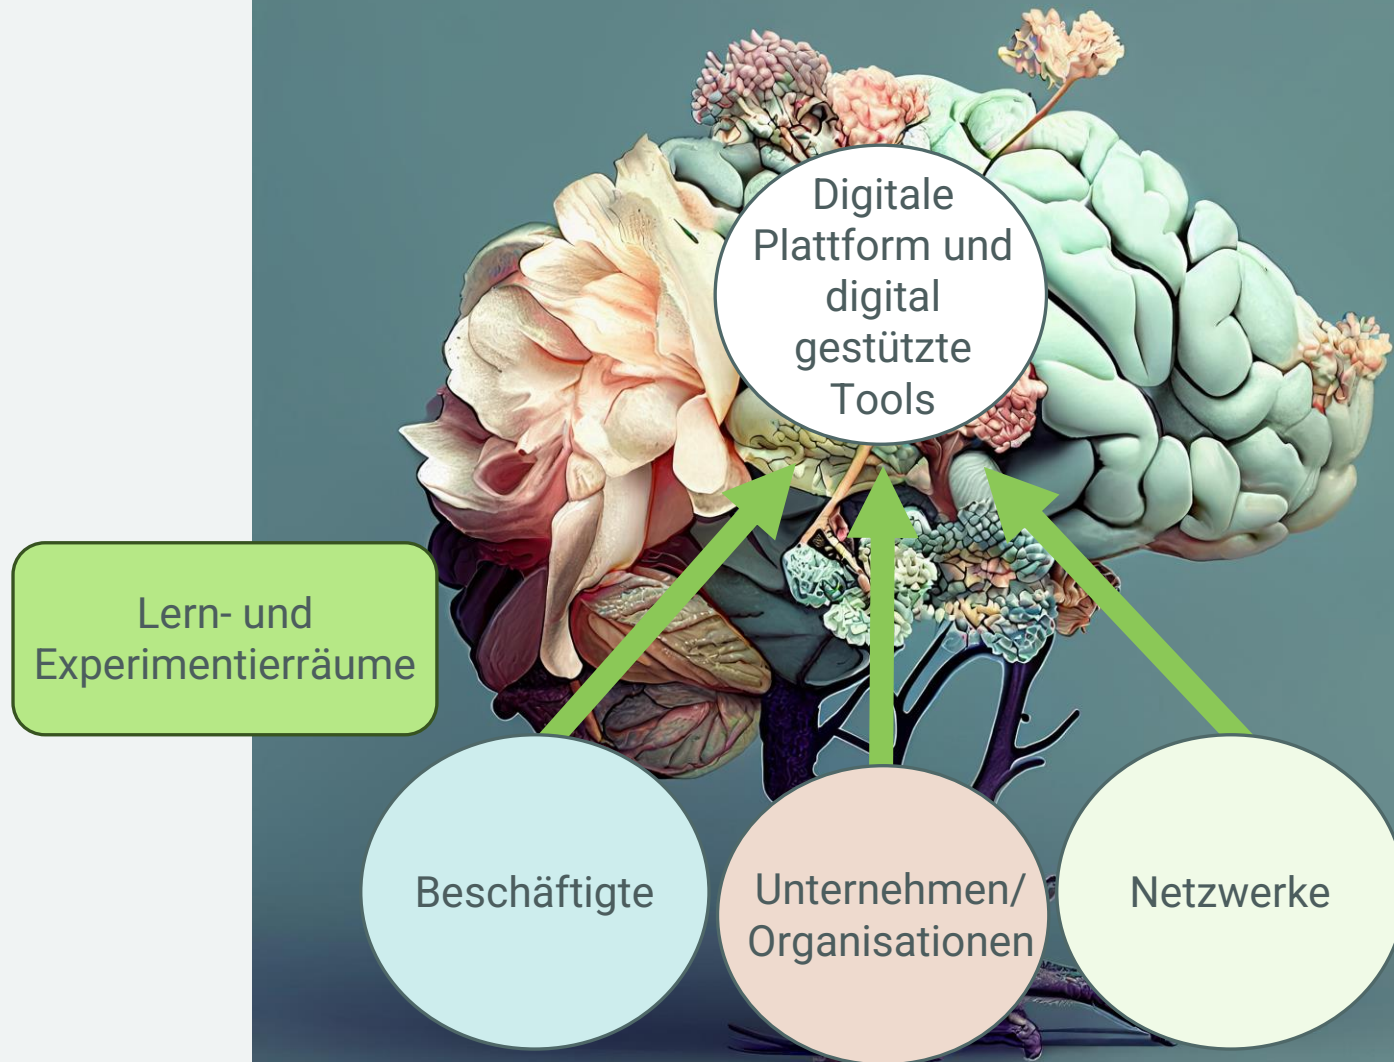 Digitale
Plattform und
digital
gestützte
Tools
Lern- und
Experimentierräume
Beschäftigte
Unternehmen/
Organisationen
Netzwerke